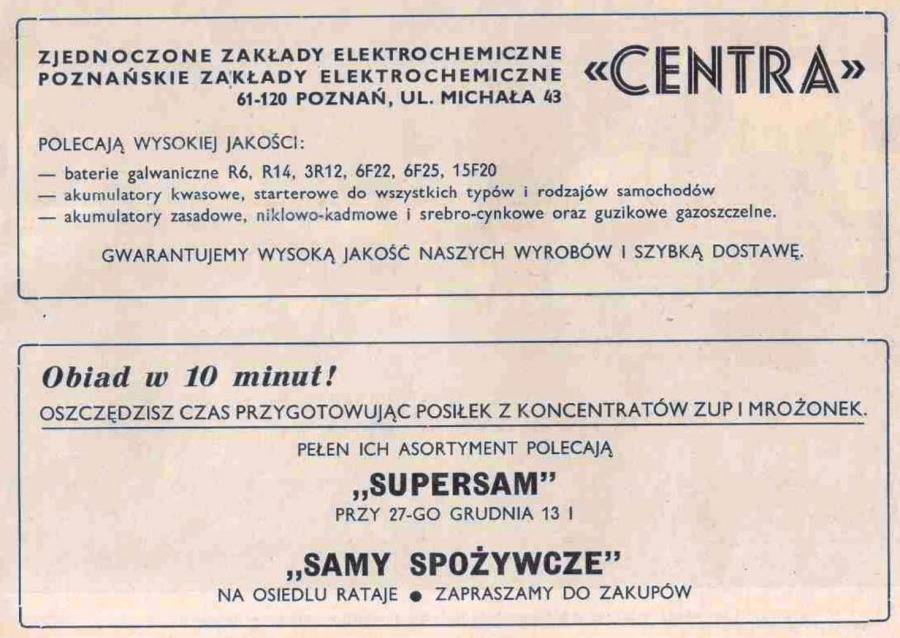 ZJEDNOCZONE ZAKŁADY ELEKTROCHEMICZNE
POZNAŃSKIE ZAKŁADY ELEKTROCHEMICZNE
61-120 POZNAŃ, UL. MICHAŁA 43
«CENTRA»
POLECAJĄ WYSOKIEJ JAKOŚCI:
— baterie galwaniczne R6, R14, 3R12, 6F22, 6F25, 15F20
— akumulatory kwasowe, starterowe do wszystkich typów i rodzajów samochodów
— akumulatory zasadowe, niklowo-kadmowe i srebro-cynkowe oraz guzikowe gazoszczelne.
GWARANTUJEMY WYSOKĄ JAKOŚĆ NASZYCH WYROBÓW I SZYBKĄ DOSTAWĘ.
Obiad w 10 minut!
OSZCZĘDZISZ CZAS PRZYGOTOWUJĄC POSIŁEK Z KONCENTRATÓW ZUP I MROŻONEK.
PEŁEN ICH ASORTYMENT POLECAJĄ
„SUPERSAM”
PRZY 27-GO GRUDNIA 13 I
„SAMY SPOŻYWCZE”
NA OSIEDLU RATAJE ● ZAPRASZAMY DO ZAKUPÓW